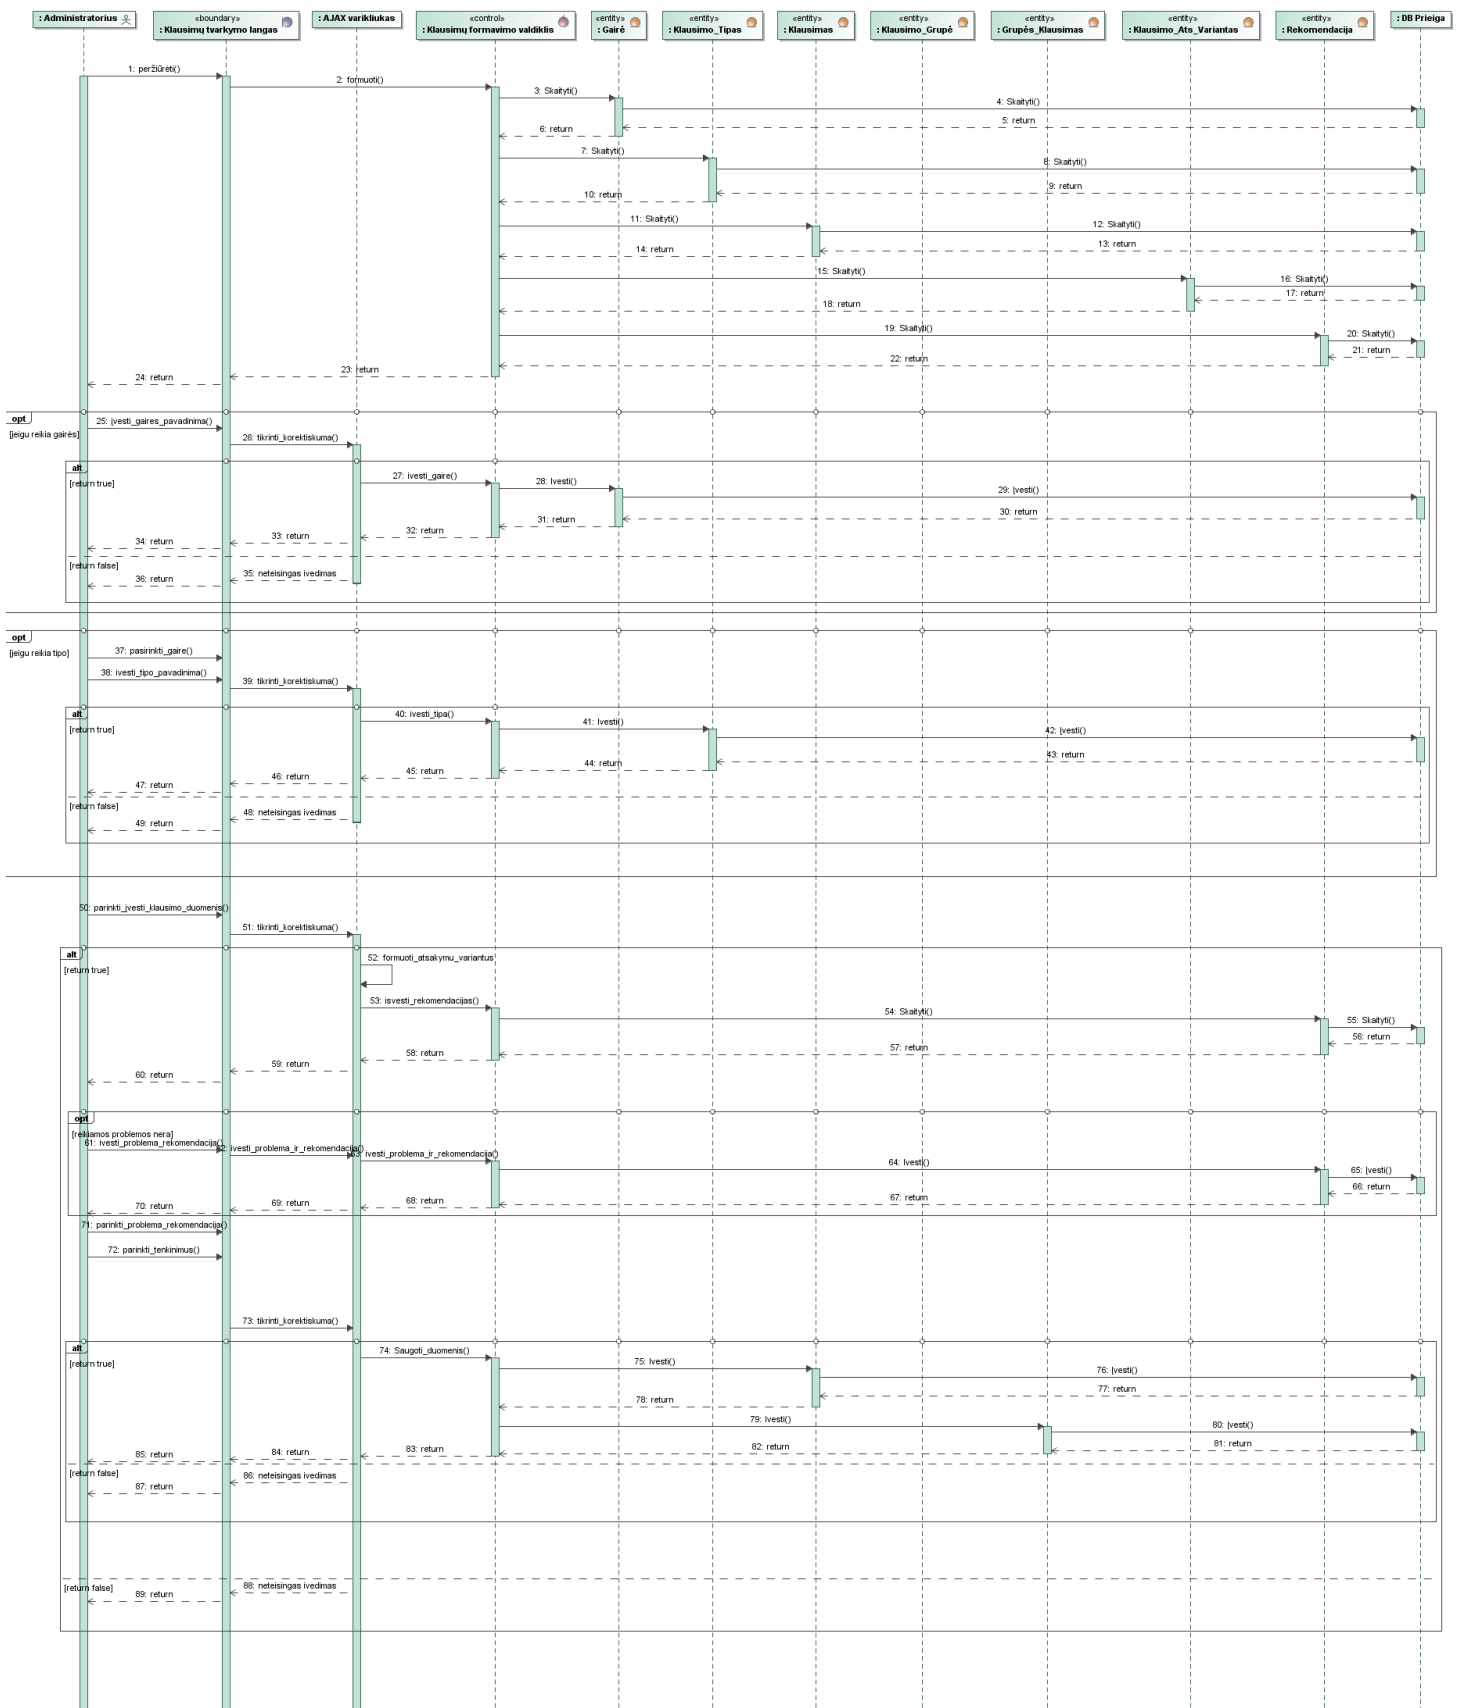 : Administratorius
«boundary»
: Klausimų tvarkymo langas
: AJAX varikliukas
«control»
: Klausimų formavimo valdiklis
«entity»
: Gairė
«entity»
: Klausimo_Tipas
«entity»
: Klausimas
«entity»
: Klausimo_Grupė
«entity»
: Grupės_Klausimas
«entity»
: Klausimo_Ats_Variantas
«entity»
: Rekomendacija
: DB Prieiga
1: peržiūrėti()
2: formuoti()
3: Skaityti()
4: Skaityti()
5: return
6: return
7: Skaityti()
8: Skaityti()
9: return
10: return
11: Skaityti()
12: Skaityti()
13: return
14: return
15: Skaityti()
16: Skaityti()
17: return
18: return
19: Skaityti()
20: Skaityti()
21: return
22: return
23: return
24: return
opt
[jeigu reikia gairės]
25: įvesti_gaires_pavadinima()
26: tikrinti_korektiskuma()
alt
[return true]
27: ivesti_gaire()
28: Ivesti()
29: Įvesti()
30: return
31: return
32: return
33: return
34: return
[return false]
35: neteisingas ivedimas
36: return
opt
[jeigu reikia tipo]
37: pasirinkti_gaire()
38: ivesti_tipo_pavadinima()
39: tikrinti_korektiskuma()
alt
[return true]
40: ivesti_tipa()
41: Ivesti()
42: Įvesti()
43: return
44: return
45: return
46: return
47: return
[return false]
48: neteisingas ivedimas
49: return
50: parinkti_įvesti_klausimo_duomenis()
51: tikrinti_korektiskuma()
alt
[return true]
52: formuoti_atsakymu_variantus
53: isvesti_rekomendacijas()
54: Skaityti()
55: Skaityti()
56: return
57: return
58: return
59: return
60: return
opt
[reikiamos problemos nera]
61: ivesti_problema_rekomendacija()
62: ivesti_problema_ir_rekomendacija()
63: ivesti_problema_ir_rekomendacija()
64: Ivesti()
65: Įvesti()
66: return
67: return
68: return
69: return
70: return
71: parinkti_problema_rekomendacija()
72: parinkti_tenkinimus()
73: tikrinti_korektiskuma()
alt
[return true]
74: Saugoti_duomenis()
75: Ivesti()
76: Įvesti()
77: return
78: return
79: Ivesti()
80: Įvesti()
81: return
82: return
83: return
84: return
85: return
[return false]
86: neteisingas ivedimas
87: return
[return false]
88: neteisingas ivedimas
89: return